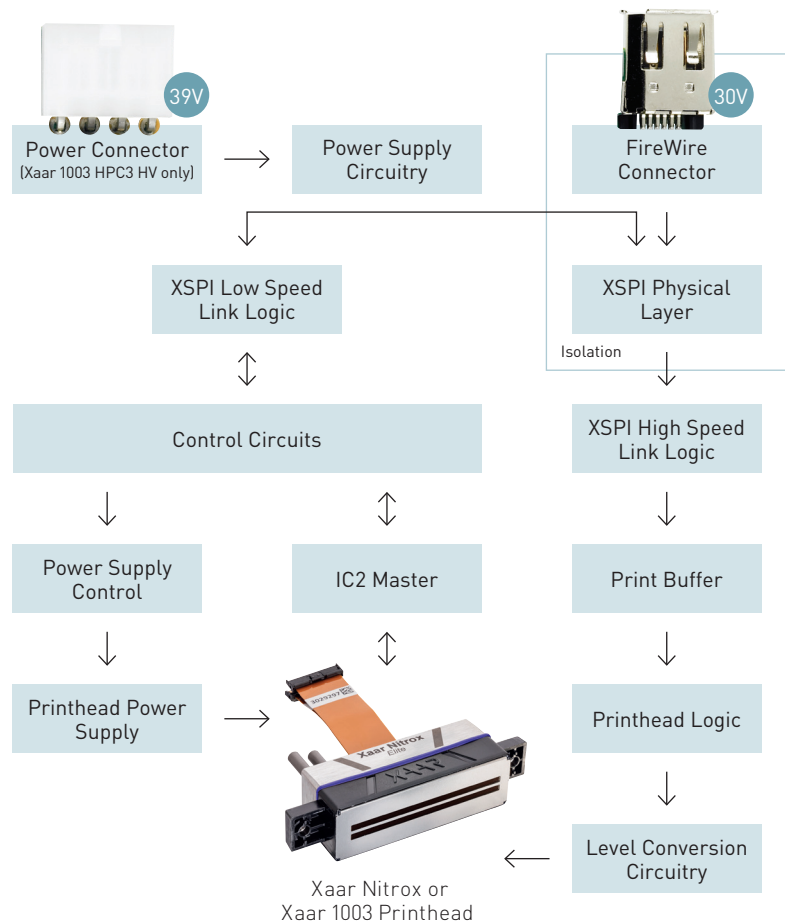 39V
30V
Power Connector
(Xaar 1003 HPC3 HV only)
Power Supply
Circuitry
FireWire
Connector
XSPI Low Speed
Link Logic
XSPI Physical
Layer
Isolation
Control Circuits
XSPI High Speed
Link Logic
Power Supply
Control
IC2 Master
Print Buffer
3029297
Printhead Power
Supply
Printhead Logic
Xaar Nitrox
Elite
XAAR
Level Conversion
Circuitry
Xaar Nitrox or
Xaar 1003 Printhead